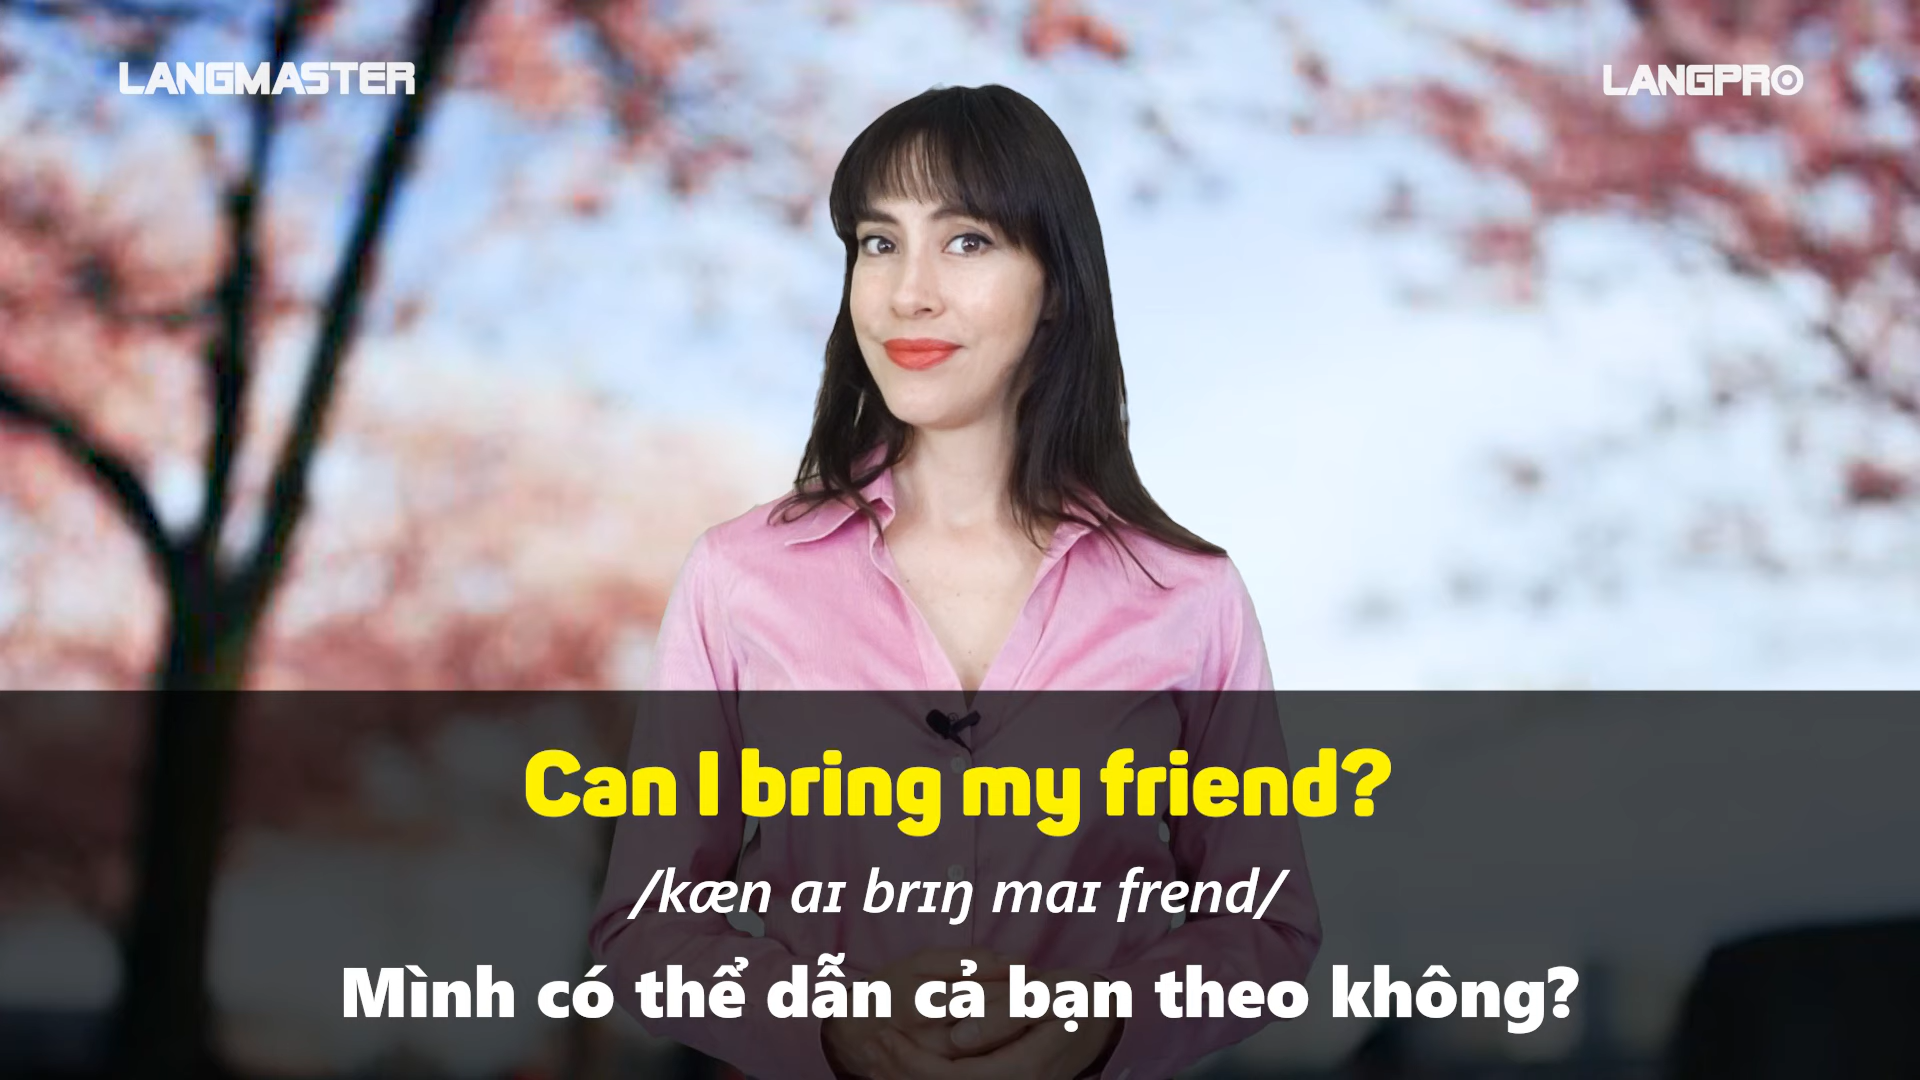 LANGMASTER
LANGPRO
Can I bring my friend?
/kæn aɪ brɪŋ maɪ frend/
Mình có thể dẫn cả bạn theo không?